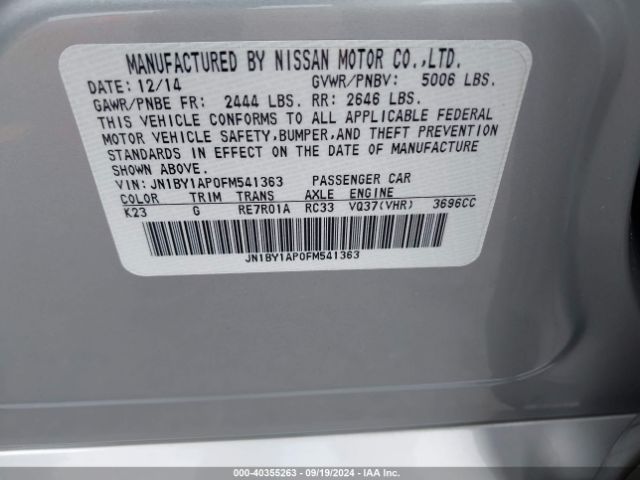 MANUFACTURED BY NISSAN MOTOR CO.,LTD.
DATE: 12/14 GVWR/PNBV: 5006 LBS.
GAWR/PNBE FR: 2444 LBS. RR: 2646 LBS.
THIS VEHICLE CONFORMS TO ALL APPLICABLE FEDERAL
MOTOR VEHICLE SAFETY,BUMPER,AND THEFT PREVENTION
STANDARDS IN EFFECT ON THE DATE OF MANUFACTURE
SHOWN ABOVE.
VIN: JN1BY1AP0FM541363 PASSENGER CAR
COLOR TRIM TRANS AXLE ENGINE
K23 G RE7R01A RC33 VQ37(VHR) 3696CC
JN1BY1AP0FM541363
000-40355263 - 09/19/2024 - IAA Inc.